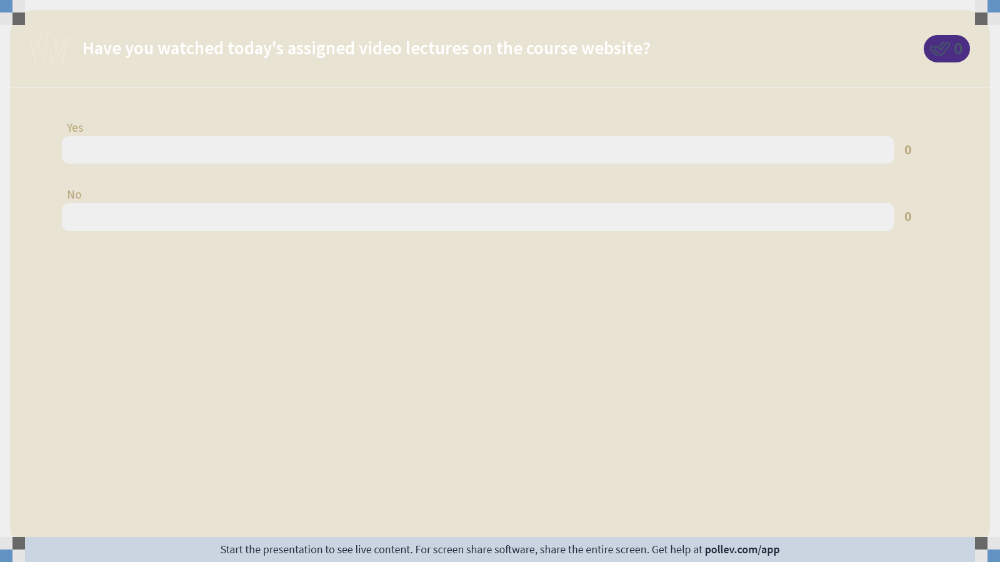 W
Have you watched today's assigned video lectures on the course website?
0
Yes
0
No
0
Start the presentation to see live content. For screen share software, share the entire screen. Get help at pollev.com/app